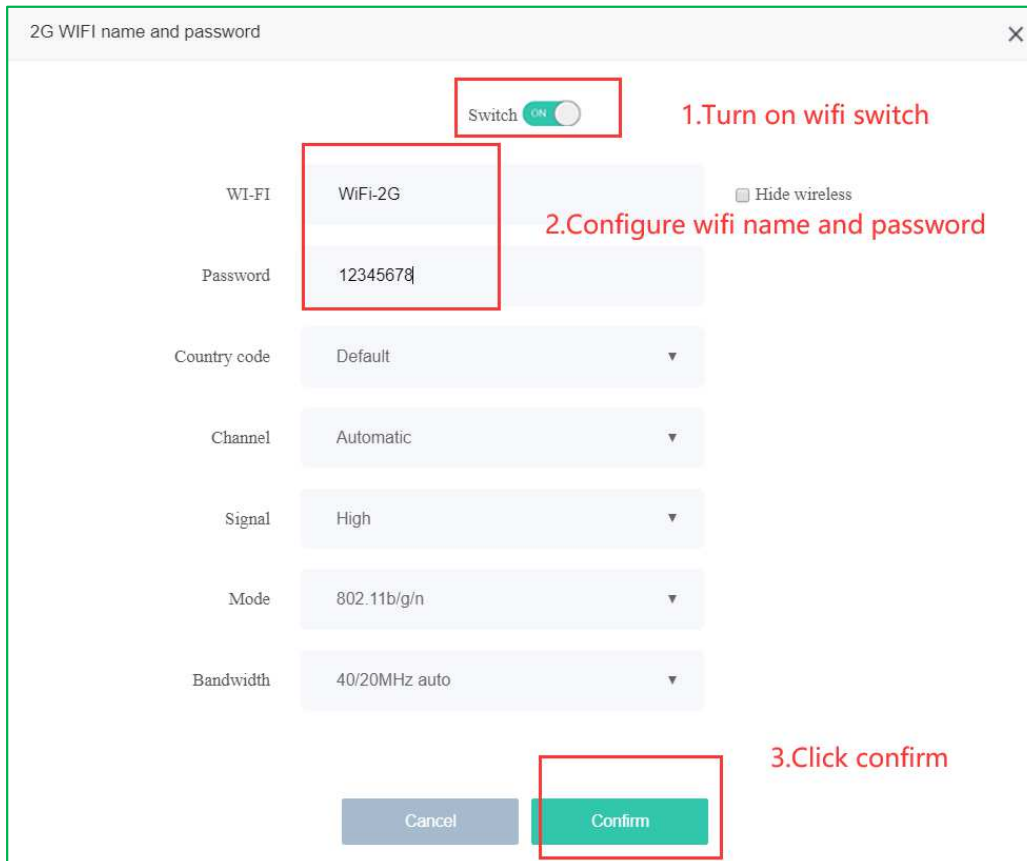 2G WIFI name and password
Switch ON 1.Turn on wifi switch
WI-FI WiFi-2G Hide wireless
2.Configure wifi name and password
Password 12345678
Country code Default
Channel Automatic
Signal High
Mode 802.11b/g/n
Bandwidth 40/20MHz auto
3.Click confirm
Cancel Confirm